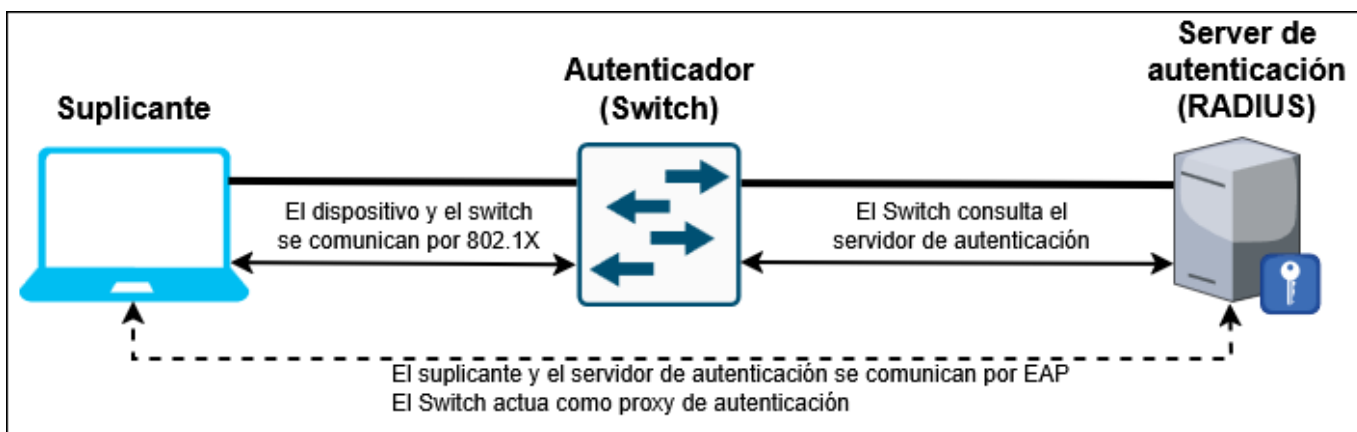 Suplicante
Autenticador
(Switch)
Server de
autenticación
(RADIUS)
El dispositivo y el switch
se comunican por 802.1X
El Switch consulta el
servidor de autenticación
El suplicante y el servidor de autenticación se comunican por EAP
El Switch actua como proxy de autenticación